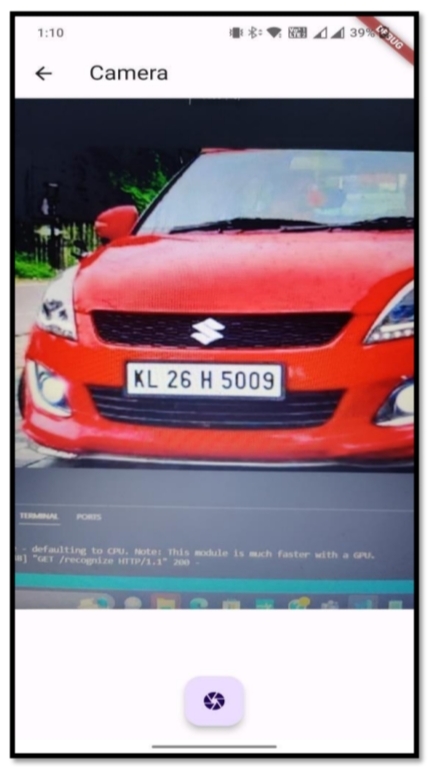 1:10
39%
DEBUG
Camera
KL 26 H 5009
TERMINAL PORTS
- defaulting to CPU. Note: This module is much faster with a GPU.
"GET /recognize HTTP/1.1" 200 -